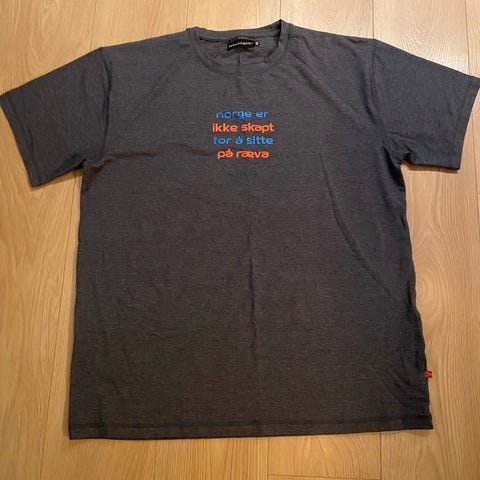 norge er
ikke skapt
for å sitte
på ræva